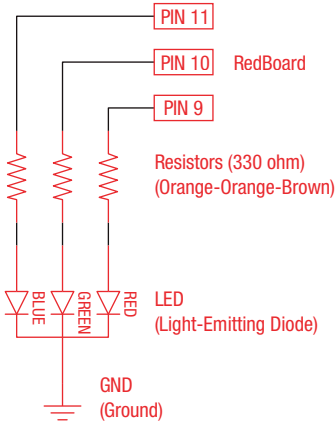 PIN 11
PIN 10 RedBoard
PIN 9
Resistors (330 ohm)
(Orange-Orange-Brown)
BLUE
GREEN
RED
LED
(Light-Emitting Diode)
GND
(Ground)